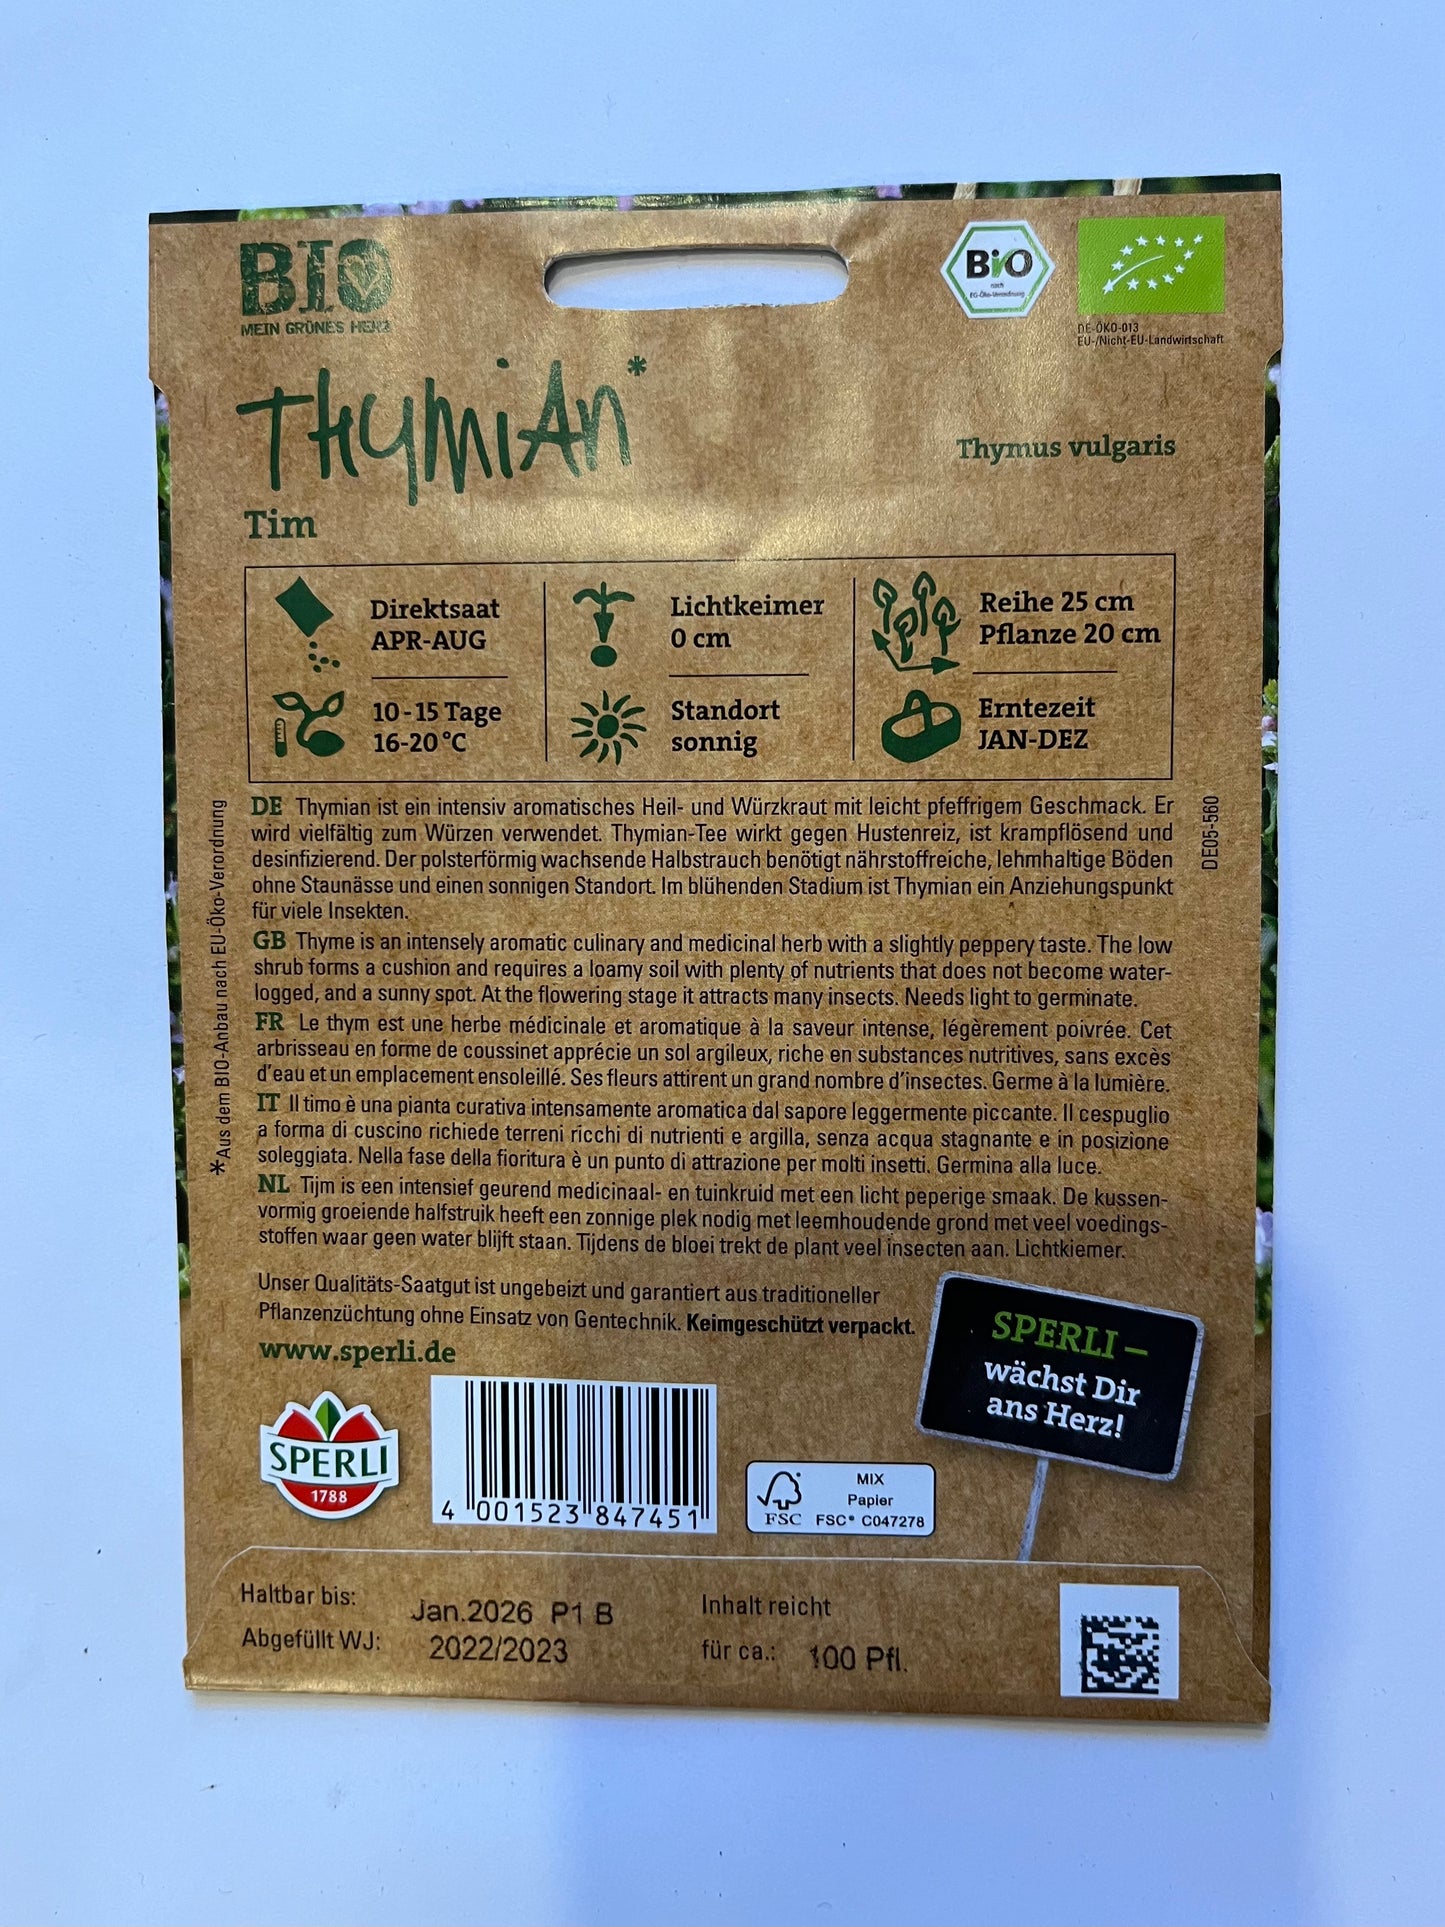 BIO
MEIN GRÜNES HERZ
BiO
nach
EG-Öko-Verordnung
DE-ÖKO-013
EU-/Nicht-EU-Landwirtschaft
THYMiAN*
Thymus vulgaris
Tim
Direktsaat
APR-AUG
Lichtkeimer
0 cm
Reihe 25 cm
Pflanze 20 cm
10-15 Tage
16-20 °C
Standort
sonnig
Erntezeit
JAN-DEZ
*Aus dem BIO-Anbau nach EU-Öko-Verordnung
DE05-560
DE Thymian ist ein intensiv aromatisches Heil- und Würzkraut mit leicht pfeffrigem Geschmack. Er
wird vielfältig zum Würzen verwendet. Thymian-Tee wirkt gegen Hustenreiz, ist krampflösend und
desinfizierend. Der polsterförmig wachsende Halbstrauch benötigt nährstoffreiche, lehmhaltige Böden
ohne Staunässe und einen sonnigen Standort. Im blühenden Stadium ist Thymian ein Anziehungspunkt
für viele Insekten.
GB Thyme is an intensely aromatic culinary and medicinal herb with a slightly peppery taste. The low
shrub forms a cushion and requires a loamy soil with plenty of nutrients that does not become water-
logged, and a sunny spot. At the flowering stage it attracts many insects. Needs light to germinate.
FR Le thym est une herbe médicinale et aromatique à la saveur intense, légèrement poivrée. Cet
arbrisseau en forme de coussinet apprécie un sol argileux, riche en substances nutritives, sans excès
d'eau et un emplacement ensoleillé. Ses fleurs attirent un grand nombre d'insectes. Germe à la lumière.
IT Il timo è una pianta curativa intensamente aromatica dal sapore leggermente piccante. Il cespuglio
a forma di cuscino richiede terreni ricchi di nutrienti e argilla, senza acqua stagnante e in posizione
soleggiata. Nella fase della fioritura è un punto di attrazione per molti insetti. Germina alla luce.
NL Tijm is een intensief geurend medicinaal- en tuinkruid met een licht peperige smaak. De kussen-
vormig groeiende halfstruik heeft een zonnige plek nodig met leemhoudende grond met veel voedings-
stoffen waar geen water blijft staan. Tijdens de bloei trekt de plant veel insecten aan. Lichtkiemer.
Unser Qualitäts-Saatgut ist ungebeizt und garantiert aus traditioneller
Pflanzenzüchtung ohne Einsatz von Gentechnik. Keimgeschützt verpackt.
www.sperli.de
SPERLI –
wächst Dir
ans Herz!
SPERLI
1788
4 001523 847451
FSC
MIX
Papier
FSC® C047278
Haltbar bis: Jan.2026 P1 B
Abgefüllt WJ: 2022/2023
Inhalt reicht
für ca.: 100 Pfl.